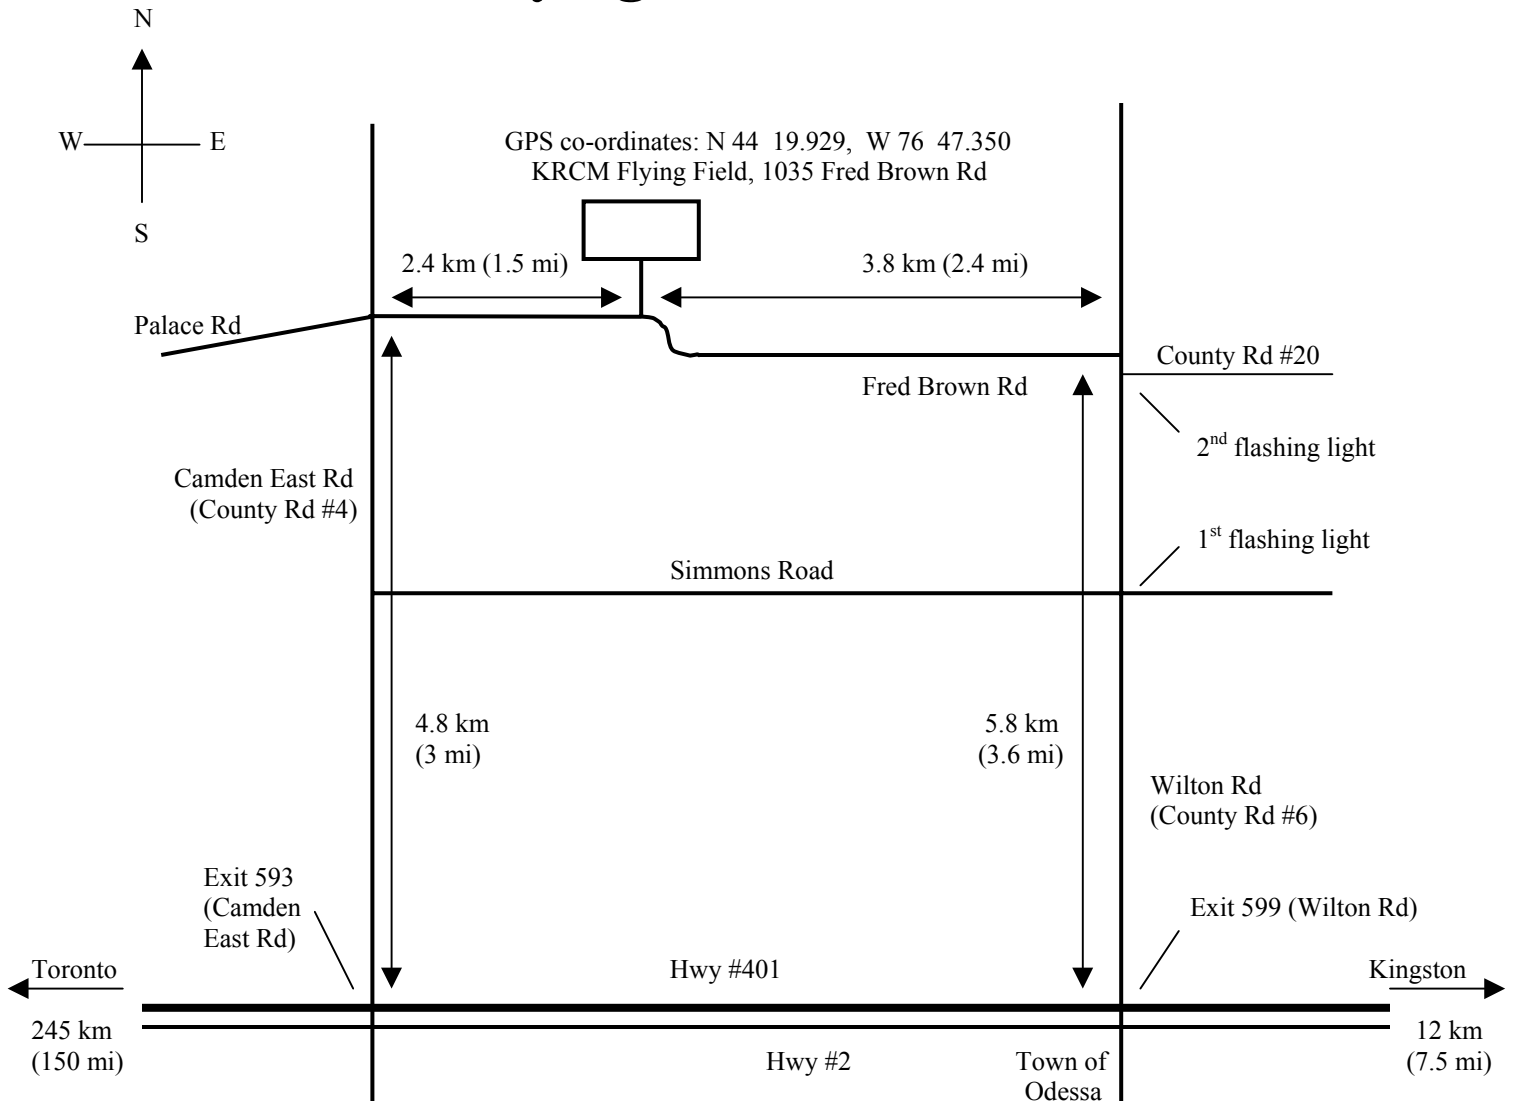 N
W
E
S
GPS co-ordinates: N 44 19.929, W 76 47.350
KRCM Flying Field, 1035 Fred Brown Rd
2.4 km (1.5 mi)
3.8 km (2.4 mi)
Palace Rd
County Rd #20
Fred Brown Rd
2nd flashing light
Camden East Rd
(County Rd #4)
1st flashing light
Simmons Road
4.8 km
(3 mi)
5.8 km
(3.6 mi)
Wilton Rd
(County Rd #6)
Exit 593
(Camden
East Rd)
Exit 599 (Wilton Rd)
Toronto
Hwy #401
Kingston
245 km
(150 mi)
Hwy #2
Town of
Odessa
12 km
(7.5 mi)